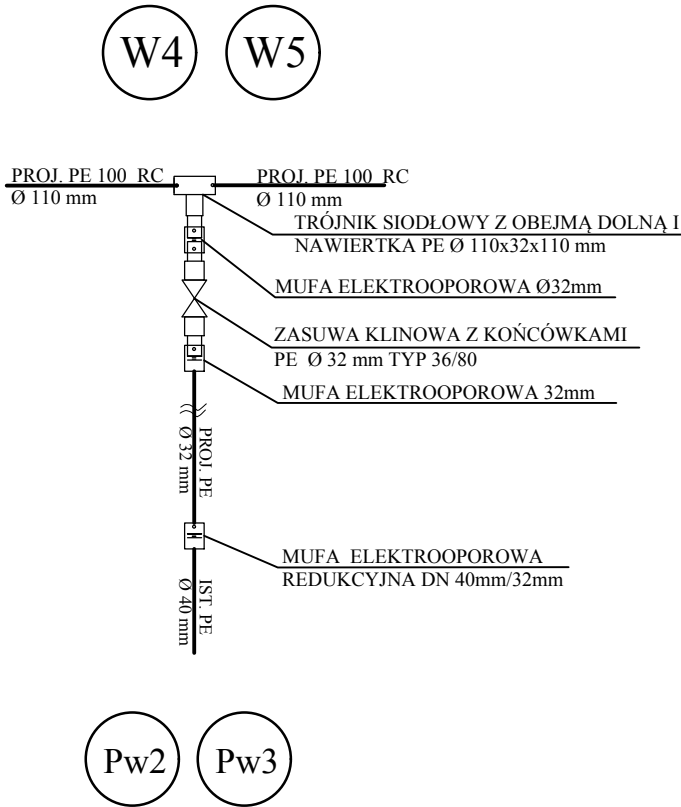 W4 W5
PROJ. PE 100 RC
Ø 110 mm
PROJ. PE 100 RC
Ø 110 mm
TRÓJNIK SIODŁOWY Z OBEJMĄ DOLNĄ I
NAWIERTKA PE Ø 110x32x110 mm
MUFA ELEKTROOPOROWA Ø32mm
ZASUWA KLINOWA Z KOŃCÓWKAMI
PE Ø 32 mm TYP 36/80
MUFA ELEKTROOPOROWA 32mm
PROJ. PE
Ø 32 mm
MUFA ELEKTROOPOROWA
REDUKCYJNA DN 40mm/32mm
IST. PE
Ø 40 mm
Pw2 Pw3